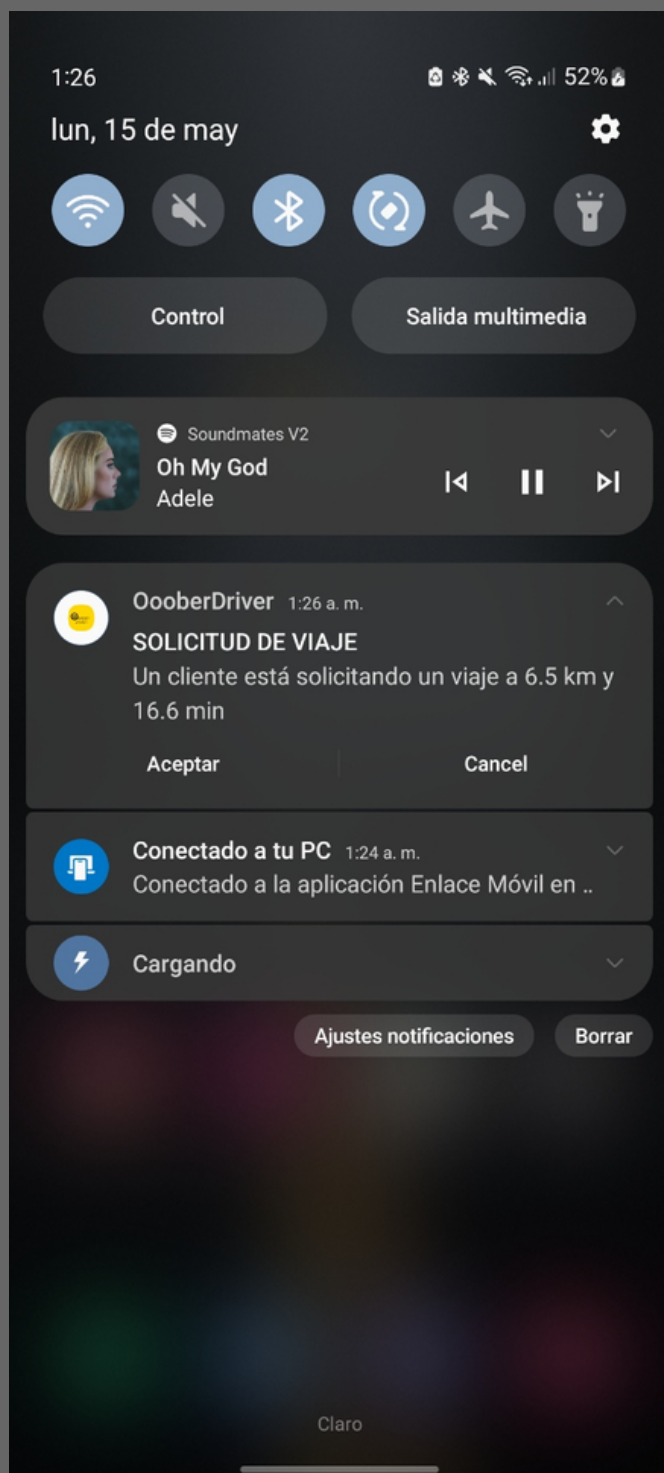 1:26
52%
lun, 15 de may
Control
Salida multimedia
Soundmates V2
Oh My God
Adele
OooberDriver 1:26 a. m.
SOLICITUD DE VIAJE
Un cliente está solicitando un viaje a 6.5 km y
16.6 min
Aceptar
Cancel
Conectado a tu PC 1:24 a. m.
Conectado a la aplicación Enlace Móvil en ..
Cargando
Ajustes notificaciones
Borrar
Claro